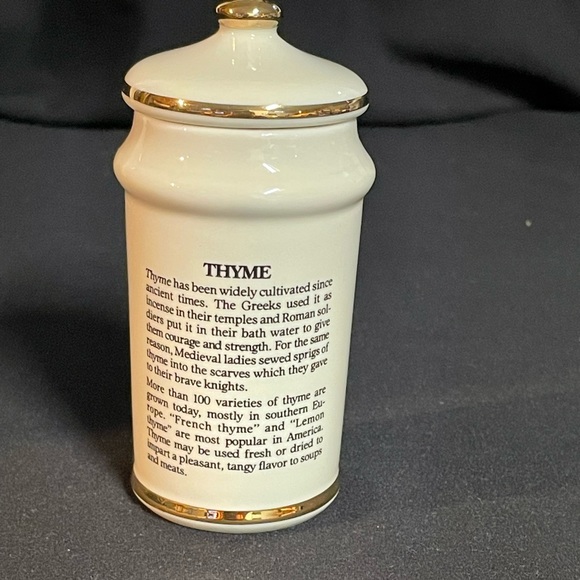 THYME
Thyme has been widely cultivated since
ancient times. The Greeks used it as
incense in their temples and Roman sol-
diers put it in their bath water to give
them courage and strength. For the same
reason, Medieval ladies sewed sprigs of
thyme into the scarves which they gave
to their brave knights.
More than 100 varieties of thyme are
grown today, mostly in southern Eu-
rope. "French thyme" and "Lemon
thyme" are most popular in America.
Thyme may be used fresh or dried to
impart a pleasant, tangy flavor to soups
and meats.